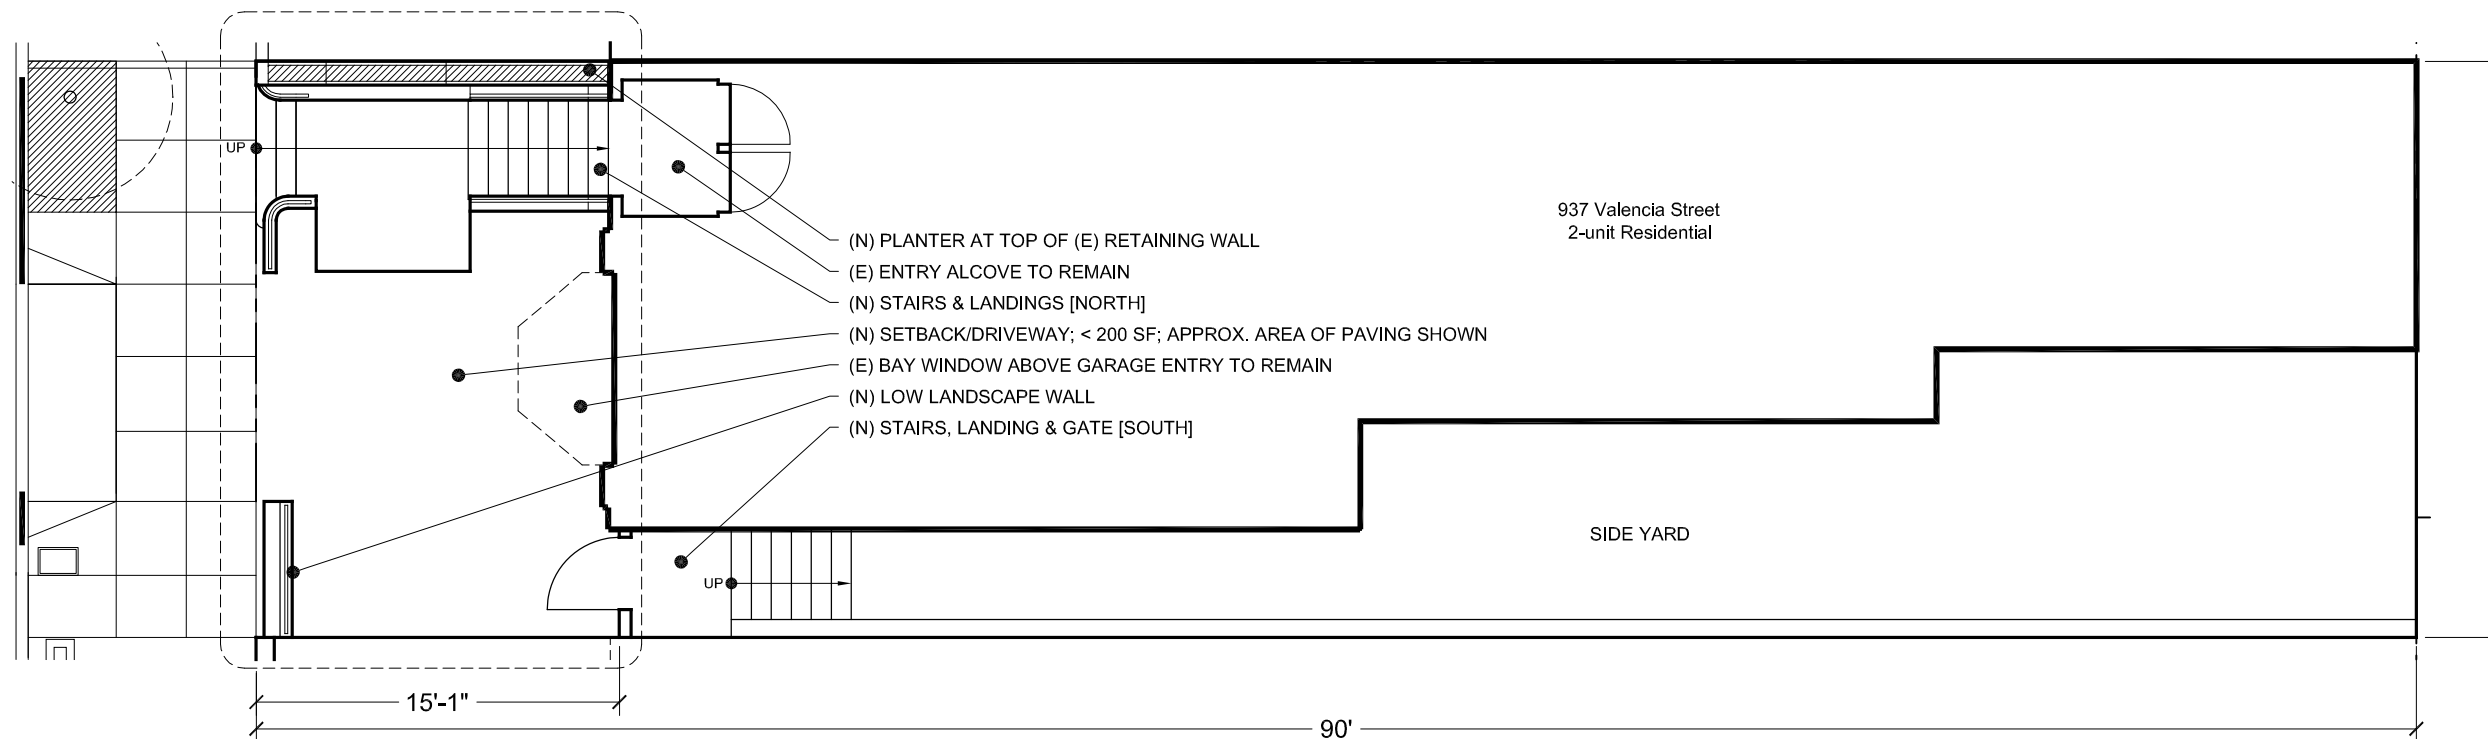 UP
937 Valencia Street
2-unit Residential
(N) PLANTER AT TOP OF (E) RETAINING WALL
(E) ENTRY ALCOVE TO REMAIN
(N) STAIRS & LANDINGS [NORTH]
(N) SETBACK/DRIVEWAY; < 200 SF; APPROX. AREA OF PAVING SHOWN
(E) BAY WINDOW ABOVE GARAGE ENTRY TO REMAIN
(N) LOW LANDSCAPE WALL
(N) STAIRS, LANDING & GATE [SOUTH]
SIDE YARD
UP
15'-1"
90'